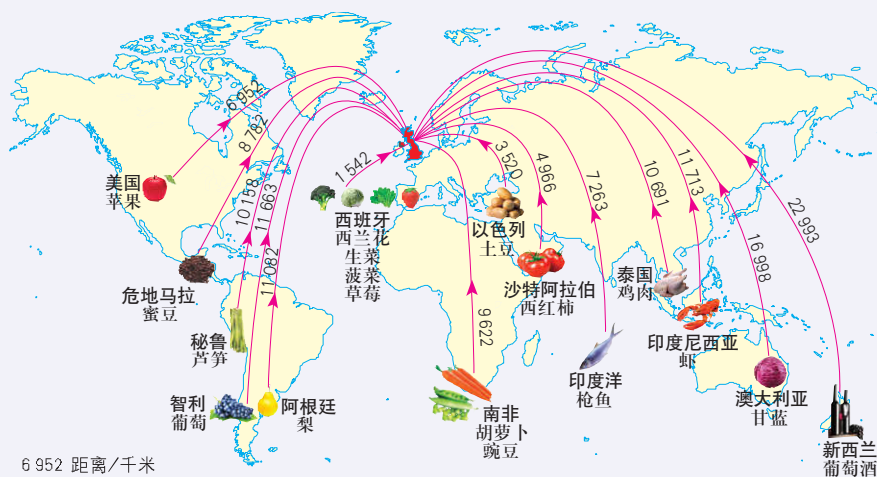 6 952
8 782
10 158
11 663
11 082
1 542
3 520
4 966
7 263
10 691
11 713
16 998
22 993
9 622
美国
苹果
危地马拉
蜜豆
秘鲁
芦笋
智利
葡萄
阿根廷
梨
西班牙
西兰花
生菜
菠菜
草莓
以色列
土豆
沙特阿拉伯
西红柿
南非
胡萝卜
豌豆
印度洋
枪鱼
泰国
鸡肉
印度尼西亚
虾
澳大利亚
甘蓝
新西兰
葡萄酒
6 952 距离/千米